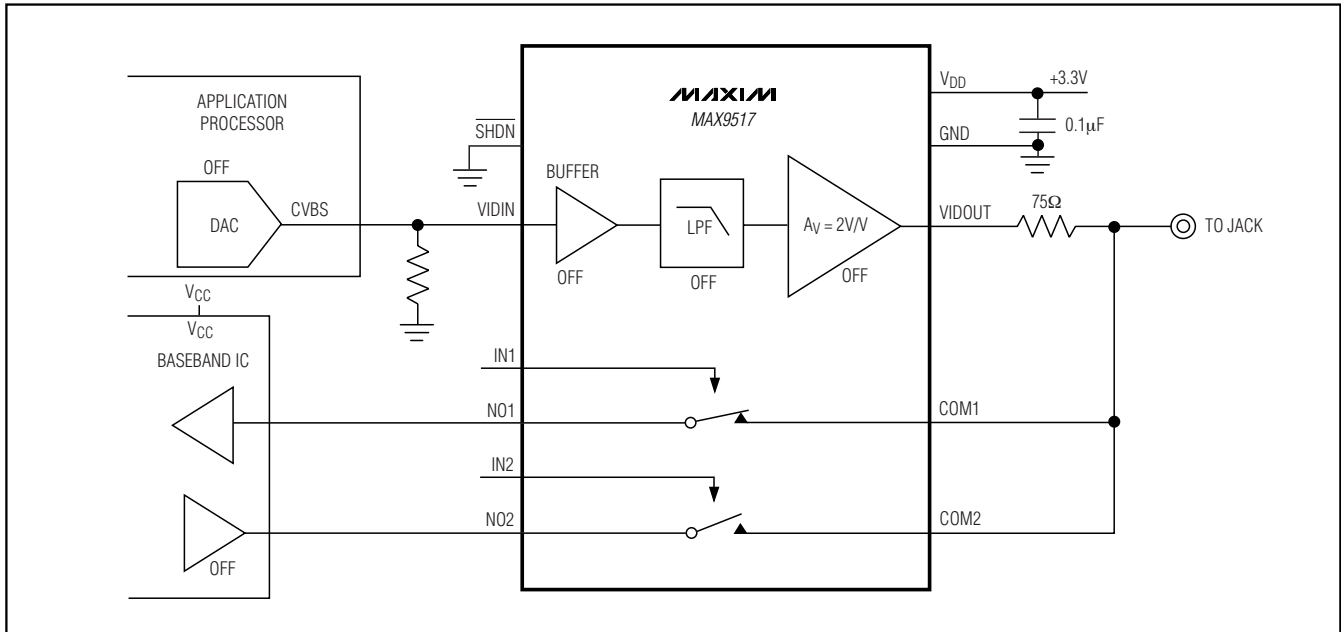 APPLICATION
PROCESSOR
OFF
DAC
CVBS
VCC
VCC
BASEBAND IC
OFF
MAXIM
MAX9517
SHDN
BUFFER
VIDIN
OFF
LPF
OFF
AV = 2V/V
OFF
IN1
NO1
IN2
NO2
VDD
+3.3V
0.1µF
GND
75Ω
VIDOUT
TO JACK
COM1
COM2